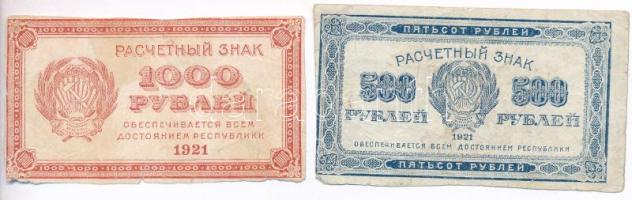 РАСЧЕТНЫЙ ЗНАК
1000
РУБЛЕЙ
ОБЕСПЕЧИВАЕТСЯ ВСЕМ
ДОСТОЯНИЕМ РЕСПУБЛИКИ
1921
ПЯТЬСОТ РУБЛЕЙ
РАСЧЕТНЫЙ ЗНАК
500 500
РУБЛЕЙ РУБЛЕЙ
1921
ОБЕСПЕЧИВАЕТСЯ ВСЕМ ДОСТОЯНИЕМ РЕСПУБЛИКИ
ПЯТЬСОТ РУБЛЕЙ